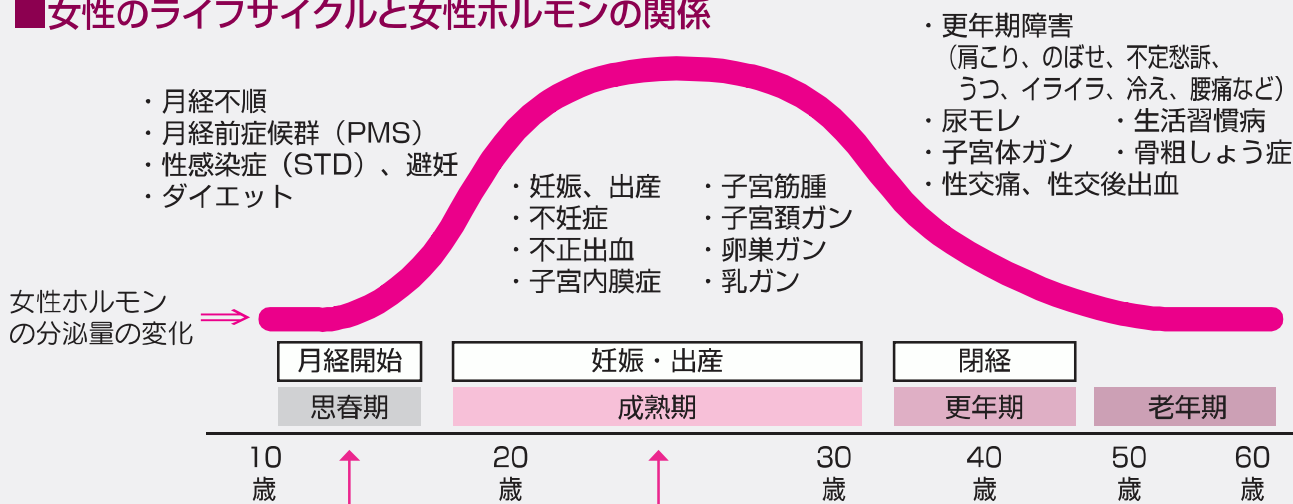 ■女性のライフサイクルと女性ホルモンの関係
・月経不順
・月経前症候群（PMS）
・性感染症（STD）、避妊
・ダイエット
・妊娠、出産
・不妊症
・不正出血
・子宮内膜症
・子宮筋腫
・子宮頚ガン
・卵巣ガン
・乳ガン
・更年期障害
（肩こり、のぼせ、不定愁訴、
うつ、イライラ、冷え、腰痛など）
・尿モレ ・生活習慣病
・子宮体ガン ・骨粗しょう症
・性交痛、性交後出血
女性ホルモン
の分泌量の変化
月経開始 妊娠・出産 閉経
思春期 成熟期 更年期 老年期
10 20 30 40 50 60
歳 歳 歳 歳 歳 歳